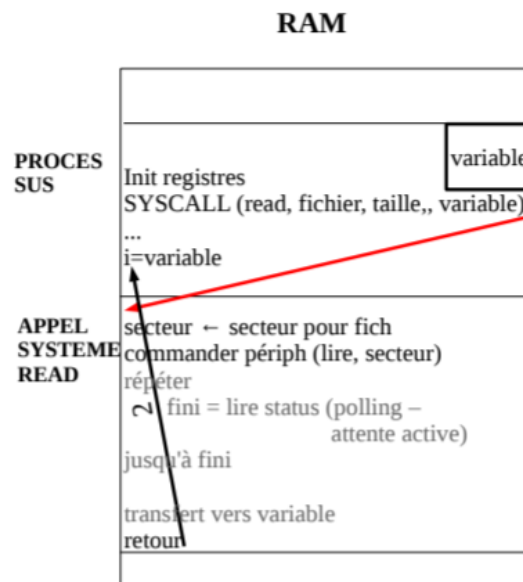 RAM
PROCES
SUS
variable
Init registres
SYSCALL (read, fichier, taille,, variable)
...
i=variable
APPEL
SYSTEME
READ
secteur ← secteur pour fich
commander périph (lire, secteur)
répéter
2
fini = lire status (polling –
attente active)
jusqu'à fini
transfert vers variable
retour